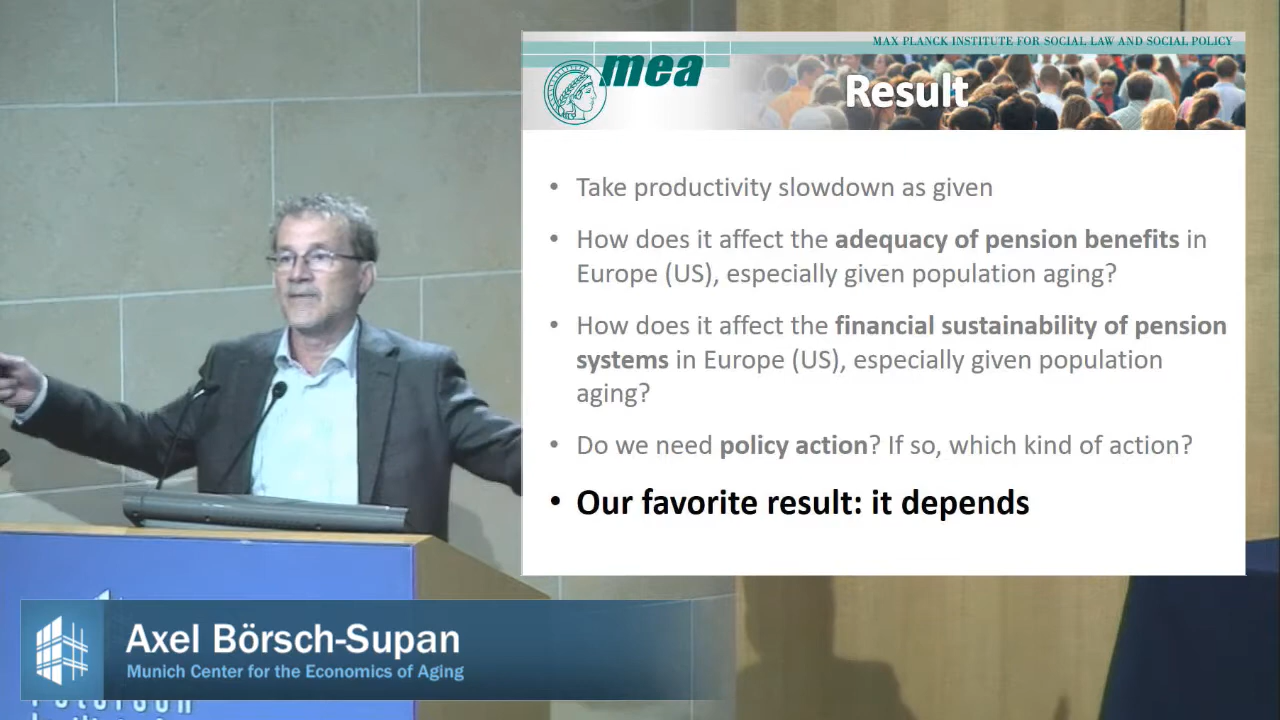 MAX PLANCK INSTITUTE FOR SOCIAL LAW AND SOCIAL POLICY
mea
Result
• Take productivity slowdown as given
• How does it affect the adequacy of pension benefits in
Europe (US), especially given population aging?
• How does it affect the financial sustainability of pension
systems in Europe (US), especially given population
aging?
• Do we need policy action? If so, which kind of action?
• Our favorite result: it depends
Axel Börsch-Supan
Munich Center for the Economics of Aging